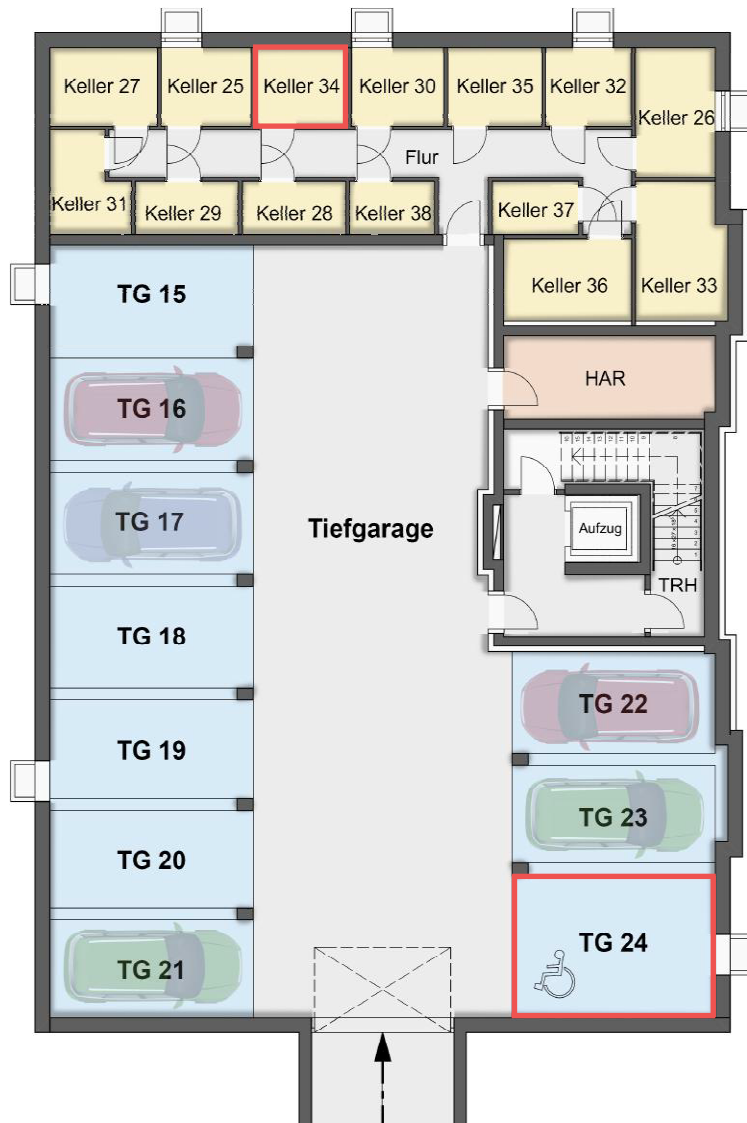 Keller 27
Keller 25
Keller 34
Keller 30
Keller 35
Keller 32
Keller 26
Flur
Keller 31
Keller 29
Keller 28
Keller 38
Keller 37
Keller 36
Keller 33
TG 15
HAR
TG 16
TG 17
Tiefgarage
Aufzug
TRH
TG 18
TG 22
TG 19
TG 23
TG 20
TG 24
TG 21